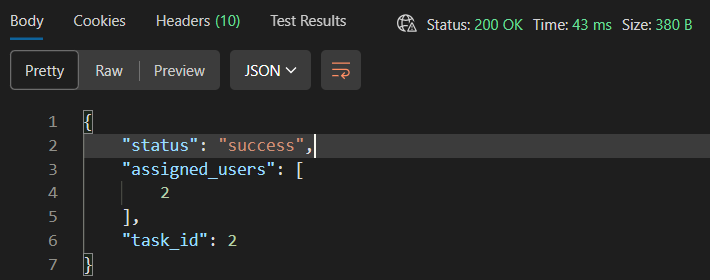 Body Cookies Headers (10) Test Results Status: 200 OK Time: 43 ms Size: 380 B
Pretty Raw Preview JSON
1 {
2 "status": "success",
3 "assigned_users": [
4 2
5 ],
6 "task_id": 2
7 }